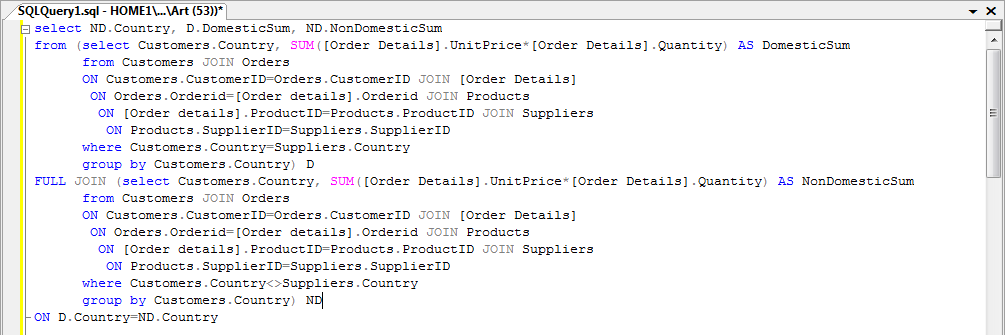 SQLQuery1.sql - HOME1\...\Art (53))*
select ND.Country, D.DomesticSum, ND.NonDomesticSum
from (select Customers.Country, SUM([Order Details].UnitPrice*[Order Details].Quantity) AS DomesticSum
from Customers JOIN Orders
ON Customers.CustomerID=Orders.CustomerID JOIN [Order Details]
ON Orders.Orderid=[Order details].Orderid JOIN Products
ON [Order details].ProductID=Products.ProductID JOIN Suppliers
ON Products.SupplierID=Suppliers.SupplierID
where Customers.Country=Suppliers.Country
group by Customers.Country) D
FULL JOIN (select Customers.Country, SUM([Order Details].UnitPrice*[Order Details].Quantity) AS NonDomesticSum
from Customers JOIN Orders
ON Customers.CustomerID=Orders.CustomerID JOIN [Order Details]
ON Orders.Orderid=[Order details].Orderid JOIN Products
ON [Order details].ProductID=Products.ProductID JOIN Suppliers
ON Products.SupplierID=Suppliers.SupplierID
where Customers.Country<>Suppliers.Country
group by Customers.Country) ND
ON D.Country=ND.Country